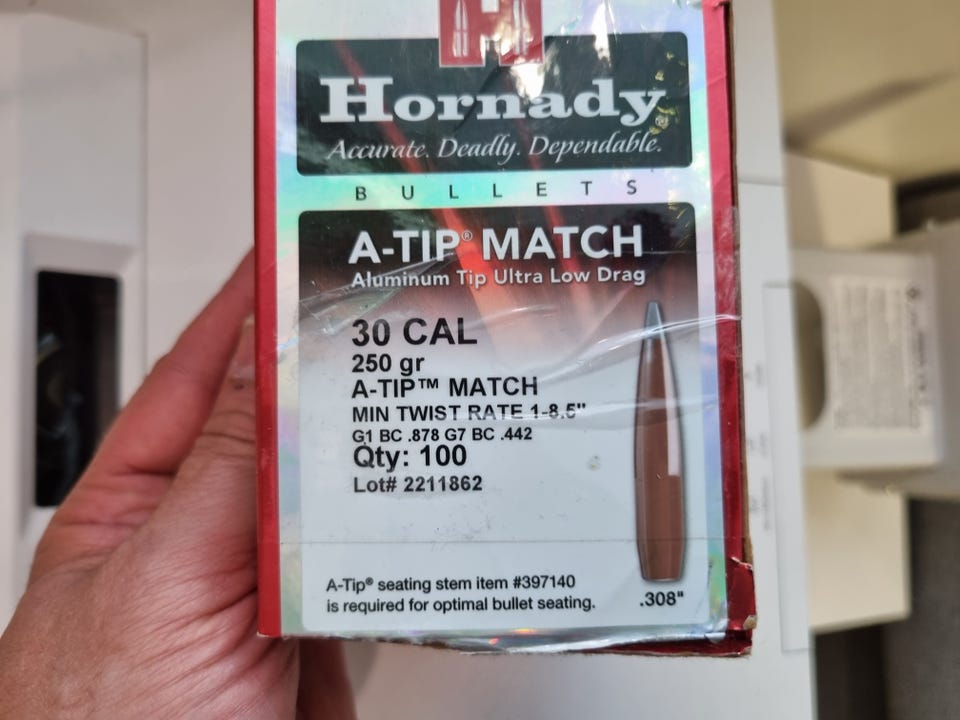 H
Hornady®
Accurate. Deadly. Dependable.
BULLETS
A-TIP® MATCH
Aluminum Tip Ultra Low Drag
30 CAL
250 gr
A-TIP™ MATCH
MIN TWIST RATE 1-8.5"
G1 BC .878 G7 BC .442
Qty: 100
Lot# 2211862
A-Tip® seating stem item #397140
is required for optimal bullet seating.
.308"